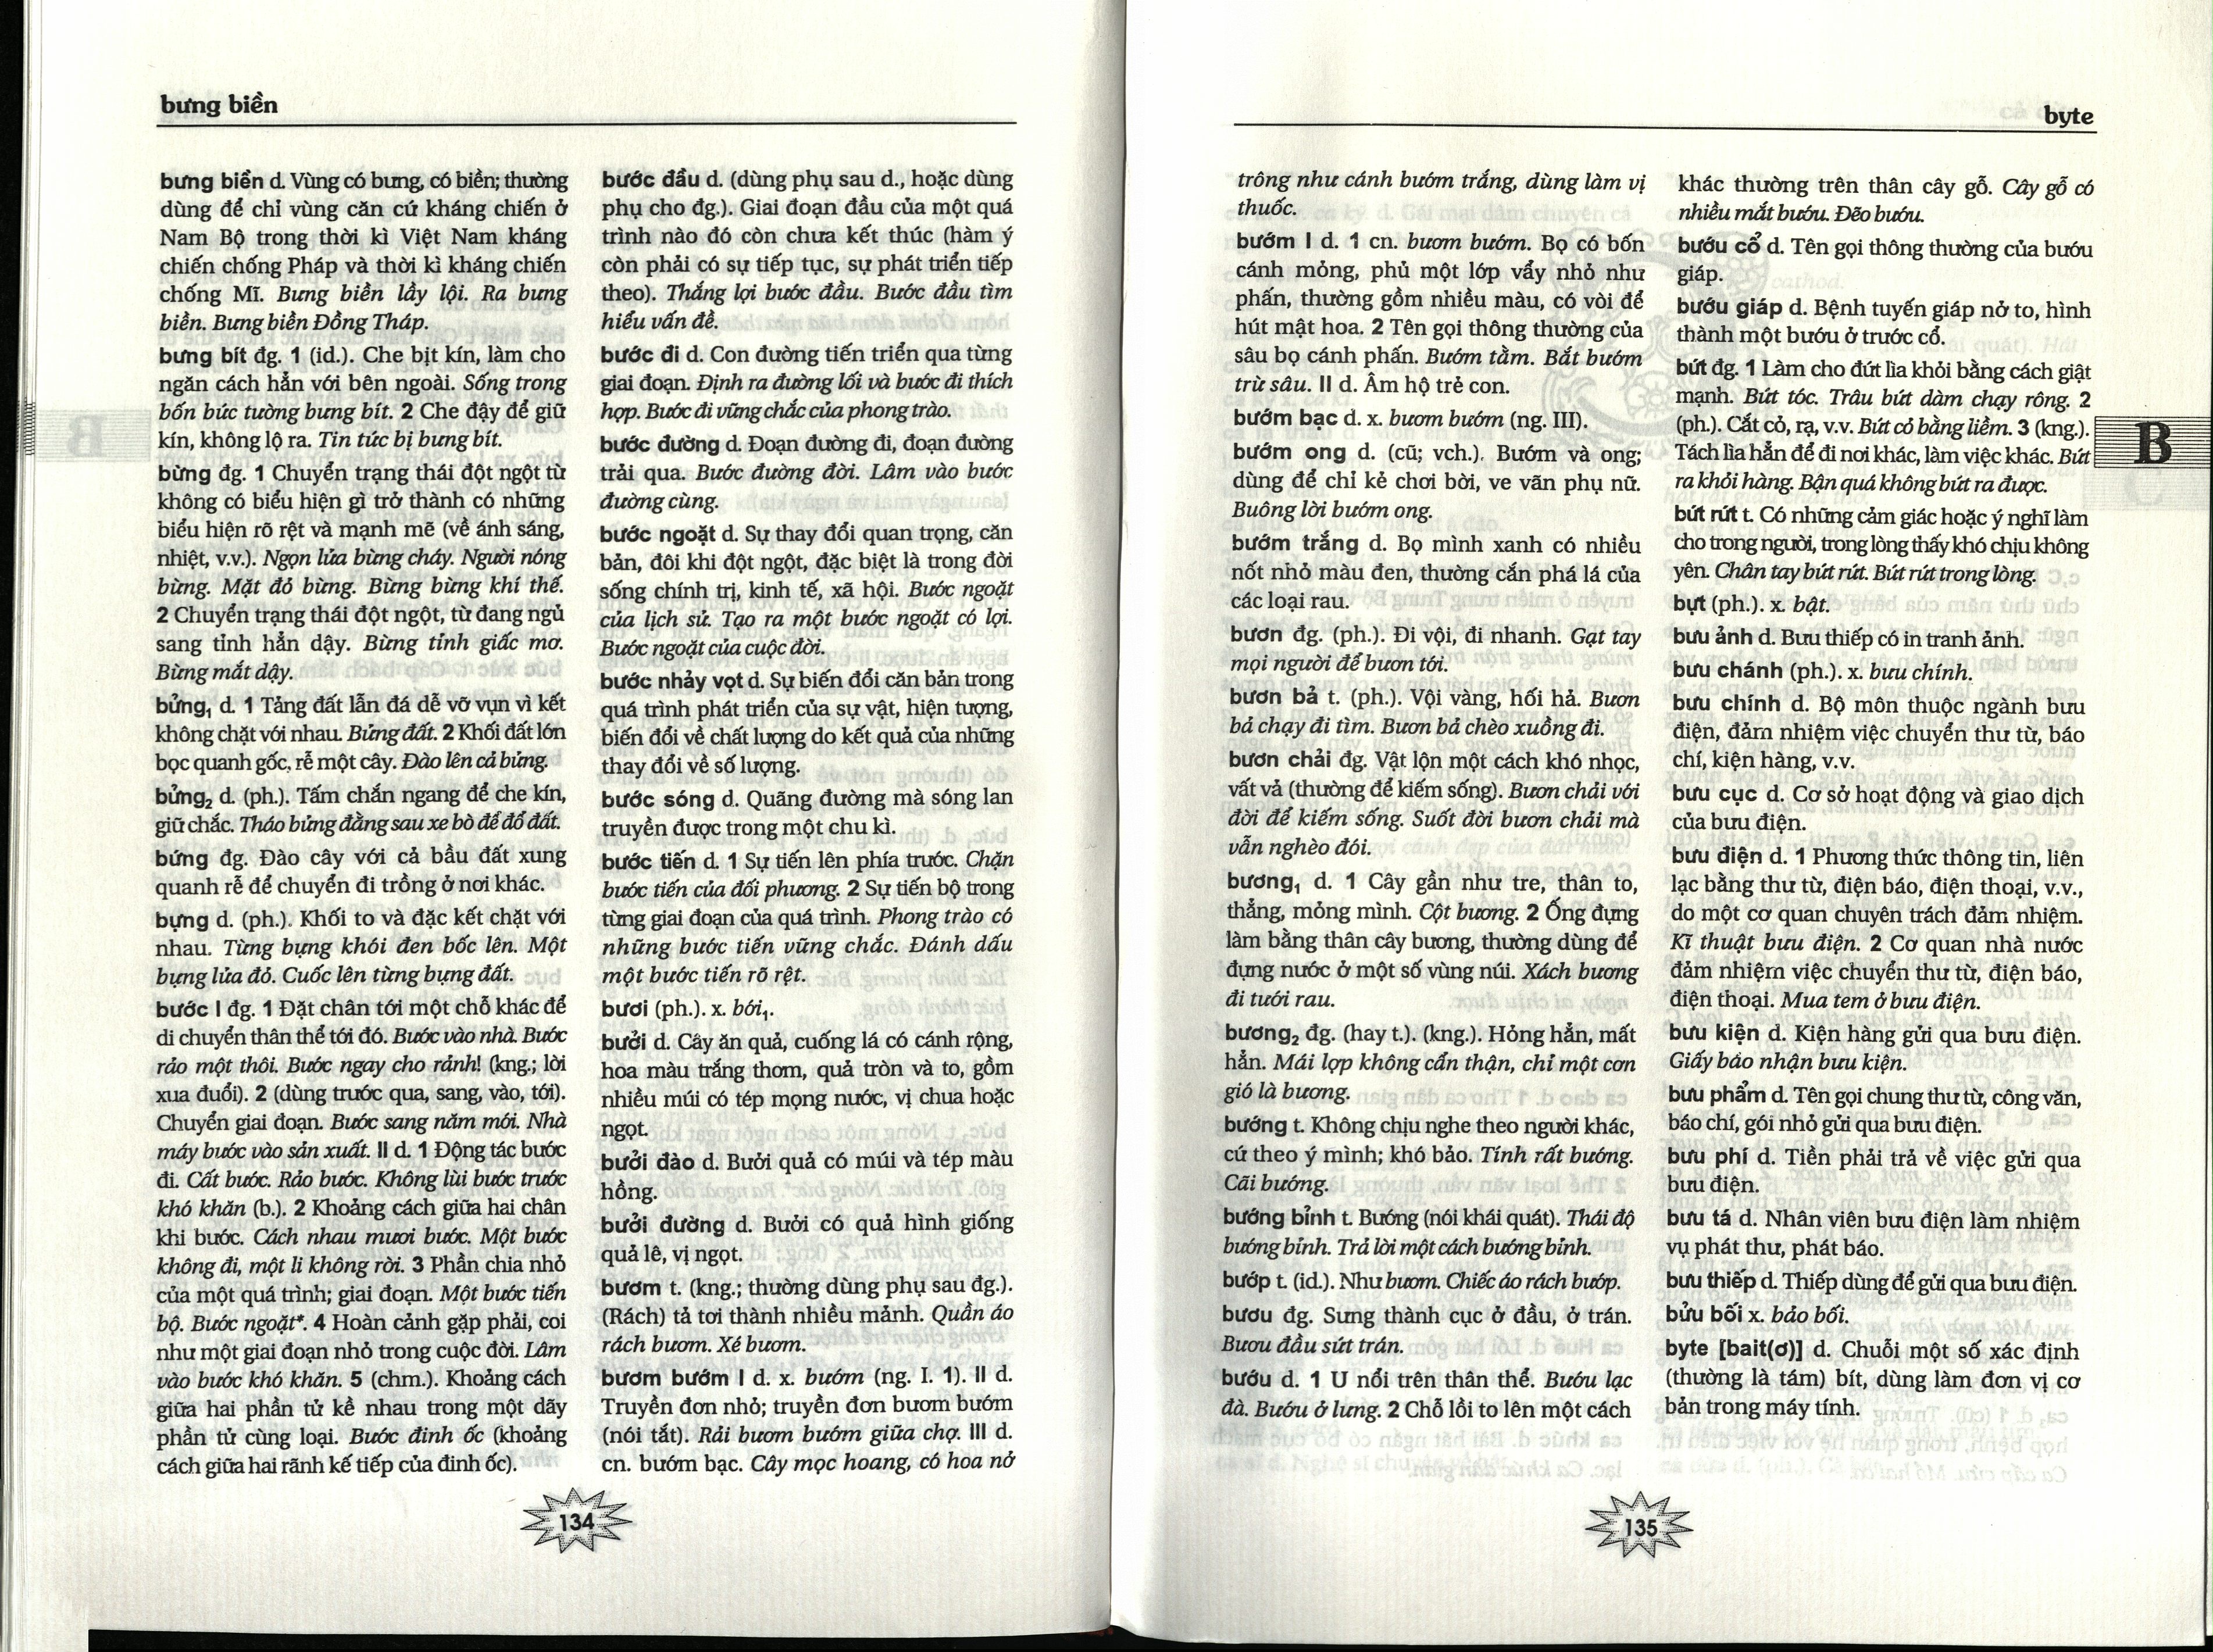 bưng biền
bưng biền d. Vùng có bưng, có biền; thường
dùng để chỉ vùng căn cứ kháng chiến ở
Nam Bộ trong thời kì Việt Nam kháng
chiến chống Pháp và thời kì kháng chiến
chống Mĩ. Bưng biền lầy lội. Ra bưng
biền. Bưng biền Đồng Tháp.
bưng bít đg. 1 (id.). Che bịt kín, làm cho
ngăn cách hẳn với bên ngoài. Sống trong
bốn bức tường bưng bít. 2 Che đậy để giữ
kín, không lộ ra. Tin tức bị bưng bít.
bừng đg. 1 Chuyển trạng thái đột ngột từ
không có biểu hiện gì trở thành có những
biểu hiện rõ rệt và mạnh mẽ (về ánh sáng,
nhiệt, v.v.). Ngọn lửa bừng cháy. Người nóng
bừng. Mặt đỏ bừng. Bừng bừng khí thế.
2 Chuyển trạng thái đột ngột, từ đang ngủ
sang tỉnh hẳn dậy. Bừng tỉnh giấc mơ.
Bừng mắt dậy.
bửng₁ d. 1 Tảng đất lẫn đá dễ vỡ vụn vì kết
không chặt với nhau. Bửng đất. 2 Khối đất lớn
bọc quanh gốc, rễ một cây. Đào lên cả bửng.
bửng₂ d. (ph.). Tấm chắn ngang để che kín,
giữ chắc. Tháo bửng đằng sau xe bò để đổ đất.
bứng đg. Đào cây với cả bầu đất xung
quanh rễ để chuyển đi trồng ở nơi khác.
bựng d. (ph.). Khối to và đặc kết chặt với
nhau. Từng bựng khói đen bốc lên. Một
bựng lửa đỏ. Cuốc lên từng bựng đất.
bước I đg. 1 Đặt chân tới một chỗ khác để
di chuyển thân thể tới đó. Bước vào nhà. Bước
rảo một thôi. Bước ngay cho rảnh! (kng.; lời
xua đuổi). 2 (dùng trước qua, sang, vào, tới).
Chuyển giai đoạn. Bước sang năm mới. Nhà
máy bước vào sản xuất. II d. 1 Động tác bước
đi. Cất bước. Rảo bước. Không lùi bước trước
khó khăn (b.). 2 Khoảng cách giữa hai chân
khi bước. Cách nhau mươi bước. Một bước
không đi, một li không rời. 3 Phần chia nhỏ
của một quá trình; giai đoạn. Một bước tiến
bộ. Bước ngoặt*. 4 Hoàn cảnh gặp phải, coi
như một giai đoạn nhỏ trong cuộc đời. Lâm
vào bước khó khăn. 5 (chm.). Khoảng cách
giữa hai phần tử kề nhau trong một dãy
phần tử cùng loại. Bước đinh ốc (khoảng
cách giữa hai rãnh kế tiếp của đinh ốc).
bước đầu d. (dùng phụ sau d., hoặc dùng
phụ cho đg.). Giai đoạn đầu của một quá
trình nào đó còn chưa kết thúc (hàm ý
còn phải có sự tiếp tục, sự phát triển tiếp
theo). Thắng lợi bước đầu. Bước đầu tìm
hiểu vấn đề.
bước đi d. Con đường tiến triển qua từng
giai đoạn. Định ra đường lối và bước đi thích
hợp. Bước đi vững chắc của phong trào.
bước đường d. Đoạn đường đi, đoạn đường
trải qua. Bước đường đời. Lâm vào bước
đường cùng.
bước ngoặt d. Sự thay đổi quan trọng, căn
bản, đôi khi đột ngột, đặc biệt là trong đời
sống chính trị, kinh tế, xã hội. Bước ngoặt
của lịch sử. Tạo ra một bước ngoặt có lợi.
Bước ngoặt của cuộc đời.
bước nhảy vọt d. Sự biến đổi căn bản trong
quá trình phát triển của sự vật, hiện tượng,
biến đổi về chất lượng do kết quả của những
thay đổi về số lượng.
bước sóng d. Quãng đường mà sóng lan
truyền được trong một chu kì.
bước tiến d. 1 Sự tiến lên phía trước. Chặn
bước tiến của đối phương. 2 Sự tiến bộ trong
từng giai đoạn của quá trình. Phong trào có
những bước tiến vững chắc. Đánh dấu
một bước tiến rõ rệt.
bươi (ph.). x. bới₁.
bưởi d. Cây ăn quả, cuống lá có cánh rộng,
hoa màu trắng thơm, quả tròn và to, gồm
nhiều múi có tép mọng nước, vị chua hoặc
ngọt.
bưởi đào d. Bưởi quả có múi và tép màu
hồng.
bưởi đường d. Bưởi có quả hình giống
quả lê, vị ngọt.
bươm t. (kng.; thường dùng phụ sau đg.).
(Rách) tả tơi thành nhiều mảnh. Quần áo
rách bươm. Xé bươm.
bươm bướm I d. x. bướm (ng. I. 1). II d.
Truyền đơn nhỏ; truyền đơn bươm bướm
(nói tắt). Rải bươm bướm giữa chợ. III d.
cn. bướm bạc. Cây mọc hoang, có hoa nở
134
byte
trông như cánh bướm trắng, dùng làm vị
thuốc.
bướm I d. 1 cn. bươm bướm. Bọ có bốn
cánh mỏng, phủ một lớp vẩy nhỏ như
phấn, thường gồm nhiều màu, có vòi để
hút mật hoa. 2 Tên gọi thông thường của
sâu bọ cánh phấn. Bướm tằm. Bắt bướm
trừ sâu. II d. Âm hộ trẻ con.
bướm bạc d. x. bươm bướm (ng. III).
bướm ong d. (cũ; vch.). Bướm và ong;
dùng để chỉ kẻ chơi bời, ve vãn phụ nữ.
Buông lời bướm ong.
bướm trắng d. Bọ mình xanh có nhiều
nốt nhỏ màu đen, thường cắn phá lá của
các loại rau.
bươn đg. (ph.). Đi vội, đi nhanh. Gạt tay
mọi người để bươn tới.
bươn bả t. (ph.). Vội vàng, hối hả. Bươn
bả chạy đi tìm. Bươn bả chèo xuồng đi.
bươn chải đg. Vật lộn một cách khó nhọc,
vất vả (thường để kiếm sống). Bươn chải với
đời để kiếm sống. Suốt đời bươn chải mà
vẫn nghèo đói.
bương₁ d. 1 Cây gần như tre, thân to,
thẳng, mỏng mình. Cột bương. 2 Ống đựng
làm bằng thân cây bương, thường dùng để
đựng nước ở một số vùng núi. Xách bương
đi tưới rau.
bương₂ đg. (hay t.). (kng.). Hỏng hẳn, mất
hẳn. Mái lợp không cẩn thận, chỉ một cơn
gió là bương.
bướng t. Không chịu nghe theo người khác,
cứ theo ý mình; khó bảo. Tính rất bướng.
Cãi bướng.
bướng bỉnh t. Bướng (nói khái quát). Thái độ
bướng bỉnh. Trả lời một cách bướng bỉnh.
bướp t. (id.). Như bươm. Chiếc áo rách bướp.
bươu đg. Sưng thành cục ở đầu, ở trán.
Bươu đầu sứt trán.
bướu d. 1 U nổi trên thân thể. Bướu lạc
đà. Bướu ở lưng. 2 Chỗ lồi to lên một cách
khác thường trên thân cây gỗ. Cây gỗ có
nhiều mắt bướu. Đẽo bướu.
bướu cổ d. Tên gọi thông thường của bướu
giáp.
bướu giáp d. Bệnh tuyến giáp nở to, hình
thành một bướu ở trước cổ.
bứt đg. 1 Làm cho đứt lìa khỏi bằng cách giật
mạnh. Bứt tóc. Trâu bứt dàm chạy rông. 2
(ph.). Cắt cỏ, rạ, v.v. Bứt cỏ bằng liềm. 3 (kng.).
Tách lìa hẳn để đi nơi khác, làm việc khác. Bứt
ra khỏi hàng. Bận quá không bứt ra được.
bứt rứt t. Có những cảm giác hoặc ý nghĩ làm
cho trong người, trong lòng thấy khó chịu không
yên. Chân tay bứt rứt. Bứt rứt trong lòng.
bựt (ph.). x. bật.
bưu ảnh d. Bưu thiếp có in tranh ảnh.
bưu chánh (ph.). x. bưu chính.
bưu chính d. Bộ môn thuộc ngành bưu
điện, đảm nhiệm việc chuyển thư từ, báo
chí, kiện hàng, v.v.
bưu cục d. Cơ sở hoạt động và giao dịch
của bưu điện.
bưu điện d. 1 Phương thức thông tin, liên
lạc bằng thư từ, điện báo, điện thoại, v.v.,
do một cơ quan chuyên trách đảm nhiệm.
Kĩ thuật bưu điện. 2 Cơ quan nhà nước
đảm nhiệm việc chuyển thư từ, điện báo,
điện thoại. Mua tem ở bưu điện.
bưu kiện d. Kiện hàng gửi qua bưu điện.
Giấy báo nhận bưu kiện.
bưu phẩm d. Tên gọi chung thư từ, công văn,
báo chí, gói nhỏ gửi qua bưu điện.
bưu phí d. Tiền phải trả về việc gửi qua
bưu điện.
bưu tá d. Nhân viên bưu điện làm nhiệm
vụ phát thư, phát báo.
bưu thiếp d. Thiếp dùng để gửi qua bưu điện.
bửu bối x. bảo bối.
byte [bait(ơ)] d. Chuỗi một số xác định
(thường là tám) bít, dùng làm đơn vị cơ
bản trong máy tính.
B
135